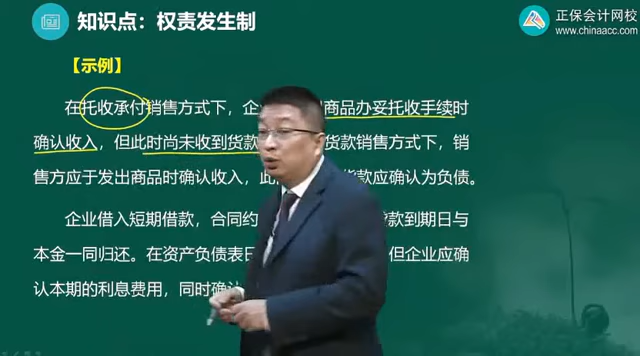 知识点：权责发生制
正保会计网校
www.chinaacc.com
【示例】
在托收承付销售方式下，企 商品办妥托收手续时
确认收入，但此时尚未收到货款 货款销售方式下，销
售方应于发出商品时确认收入，此 货款应确认为负债。
企业借入短期借款，合同约 贷款到期日与
本金一同归还。在资产负债表日 但企业应确
认本期的利息费用，同时确认